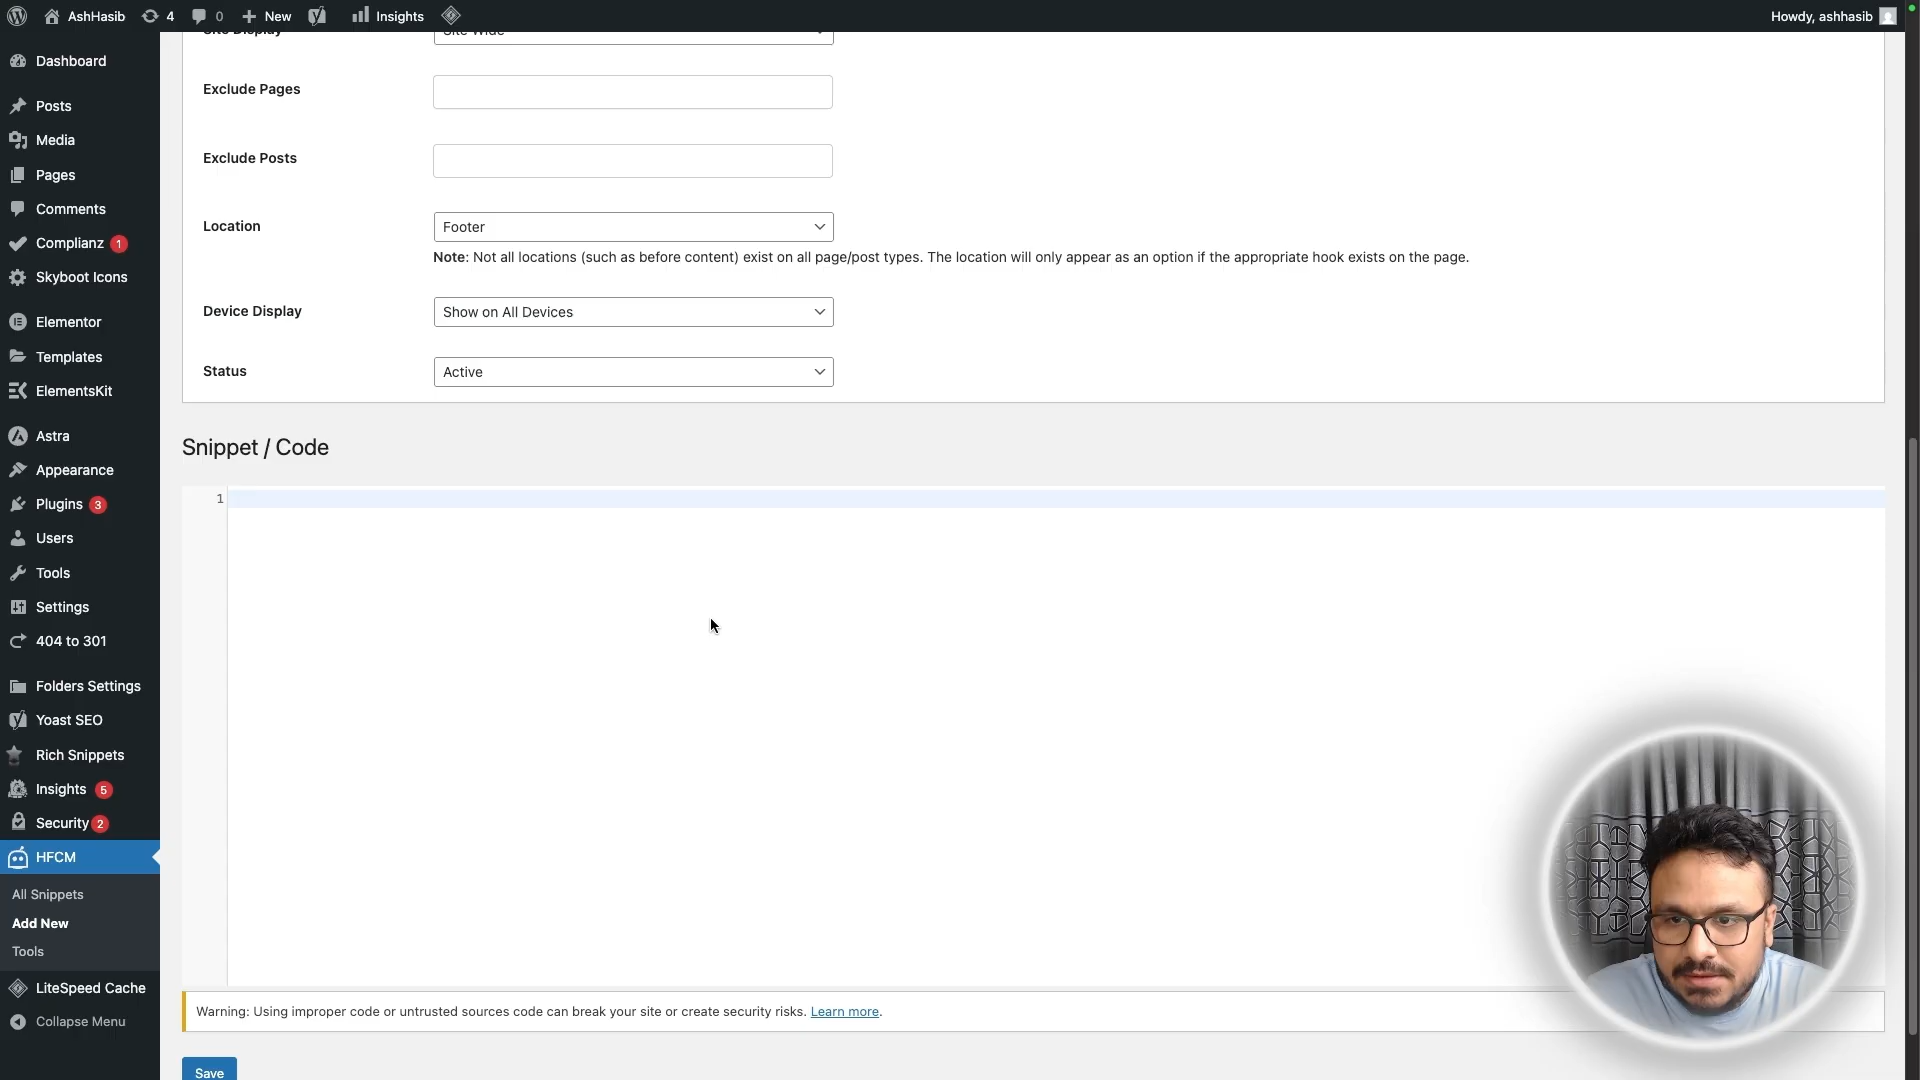 AshHasib
4
0
New
Insights
Howdy, ashhasib
Dashboard
Posts
Media
Pages
Comments
Complianz 1
Skyboot Icons
Elementor
Templates
ElementsKit
Astra
Appearance
Plugins 3
Users
Tools
Settings
404 to 301
Folders Settings
Yoast SEO
Rich Snippets
Insights 5
Security 2
HFCM
All Snippets
Add New
Tools
LiteSpeed Cache
Collapse Menu
Site Display
Site Wide
Exclude Pages
Exclude Posts
Location
Footer
Note: Not all locations (such as before content) exist on all page/post types. The location will only appear as an option if the appropriate hook exists on the page.
Device Display
Show on All Devices
Status
Active
Snippet / Code
1
Warning: Using improper code or untrusted sources code can break your site or create security risks. Learn more.
Save